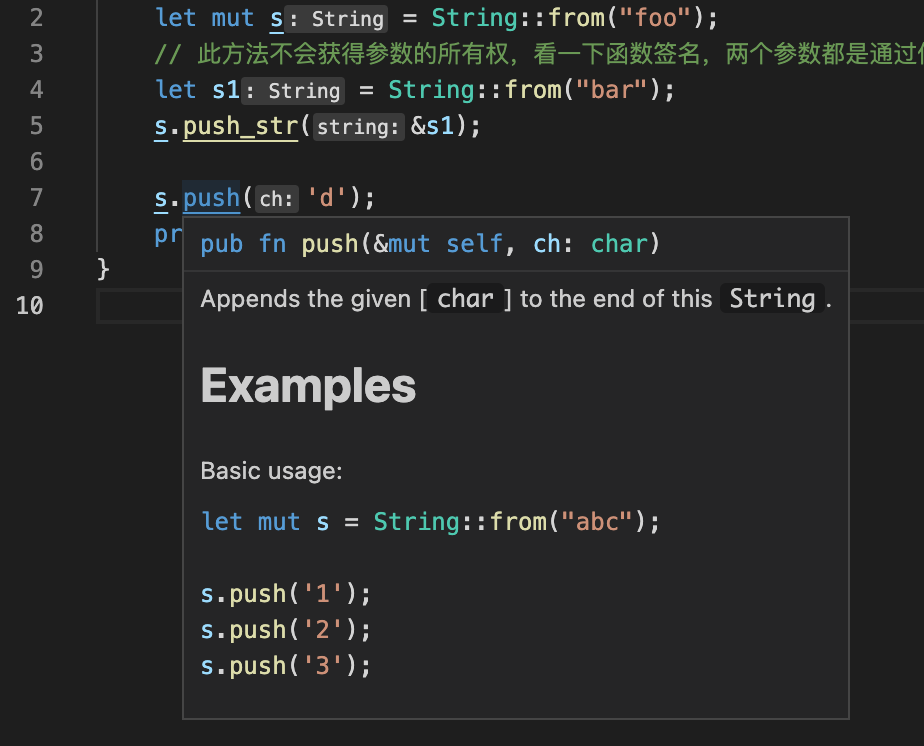 2 let mut s: String = String::from("foo");
3 // 此方法不会获得参数的所有权，看一下函数签名，两个参数都是通过
4 let s1: String = String::from("bar");
5 s.push_str(string: &s1);
6
7 s.push(ch: 'd');
8 pr
9 }
10
pub fn push(&mut self, ch: char)
Appends the given [char] to the end of this String.
Examples
Basic usage:
let mut s = String::from("abc");
s.push('1');
s.push('2');
s.push('3');